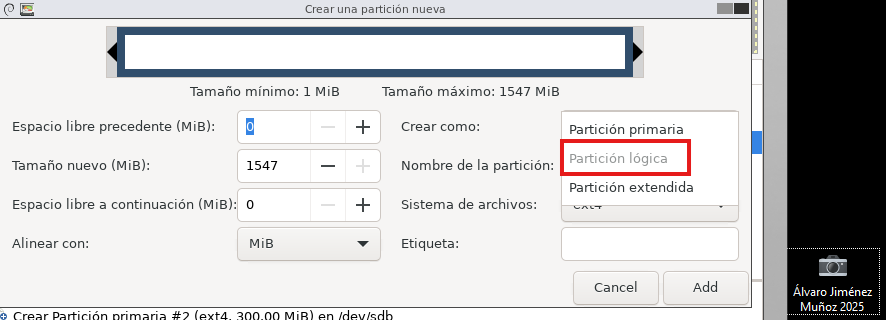 Crear una partición nueva
Tamaño mínimo: 1 MiB Tamaño máximo: 1547 MiB
Espacio libre precedente (MiB): 0 Crear como: Partición primaria
Partición lógica
Tamaño nuevo (MiB): 1547 Nombre de la partición:
Partición extendida
Espacio libre a continuación (MiB): 0 Sistema de archivos: ext4
Alinear con: MiB Etiqueta:
Cancel Add
Álvaro Jiménez
Muñoz 2025
Crear Partición primaria #2 (ext4, 300,00 MiB) en /dev/sdb